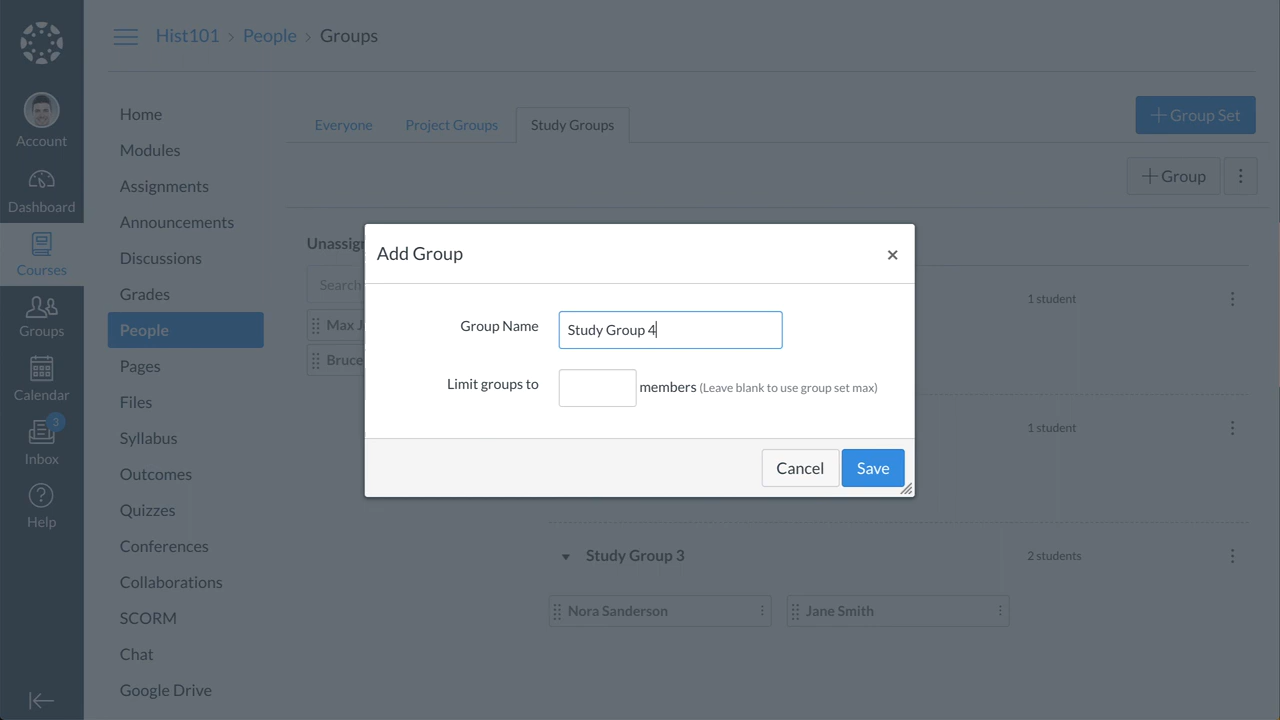 Hist101 > People > Groups
Account
Dashboard
Courses
Groups
Calendar
3
Inbox
Help
Home
Modules
Assignments
Announcements
Discussions
Grades
People
Pages
Files
Syllabus
Outcomes
Quizzes
Conferences
Collaborations
SCORM
Chat
Google Drive
Everyone
Project Groups
Study Groups
+ Group Set
+ Group
Search
Max
Bruce
1 student
1 student
Study Group 3
2 students
Nora Sanderson
Jane Smith
Add Group
×
Group Name
Study Group 4
Limit groups to
members (Leave blank to use group set max)
Cancel
Save